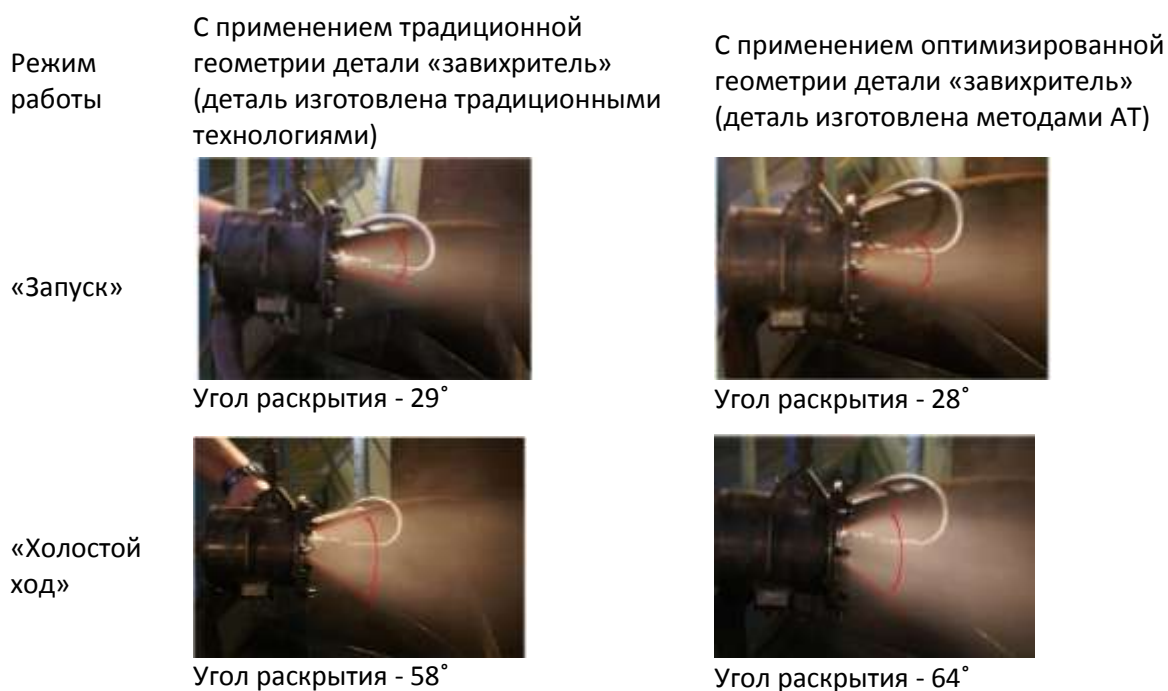 Режим
работы
С применением традиционной
геометрии детали «завихритель»
(деталь изготовлена традиционными
технологиями)
С применением оптимизированной
геометрии детали «завихритель»
(деталь изготовлена методами АТ)
«Запуск»
Угол раскрытия - 29˚
Угол раскрытия - 28˚
«Холостой
ход»
Угол раскрытия - 58˚
Угол раскрытия - 64˚